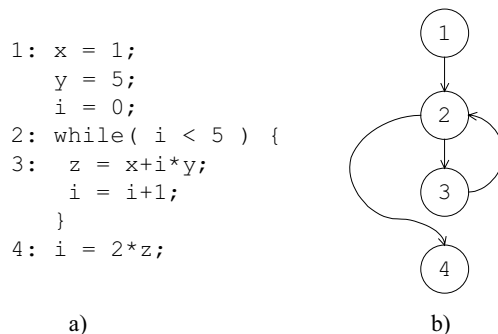 1: x = 1;
y = 5;
i = 0;
2: while( i < 5 ) {
3: z = x+i*y;
i = i+1;
}
4: i = 2*z;
a)
1
2
3
4
b)